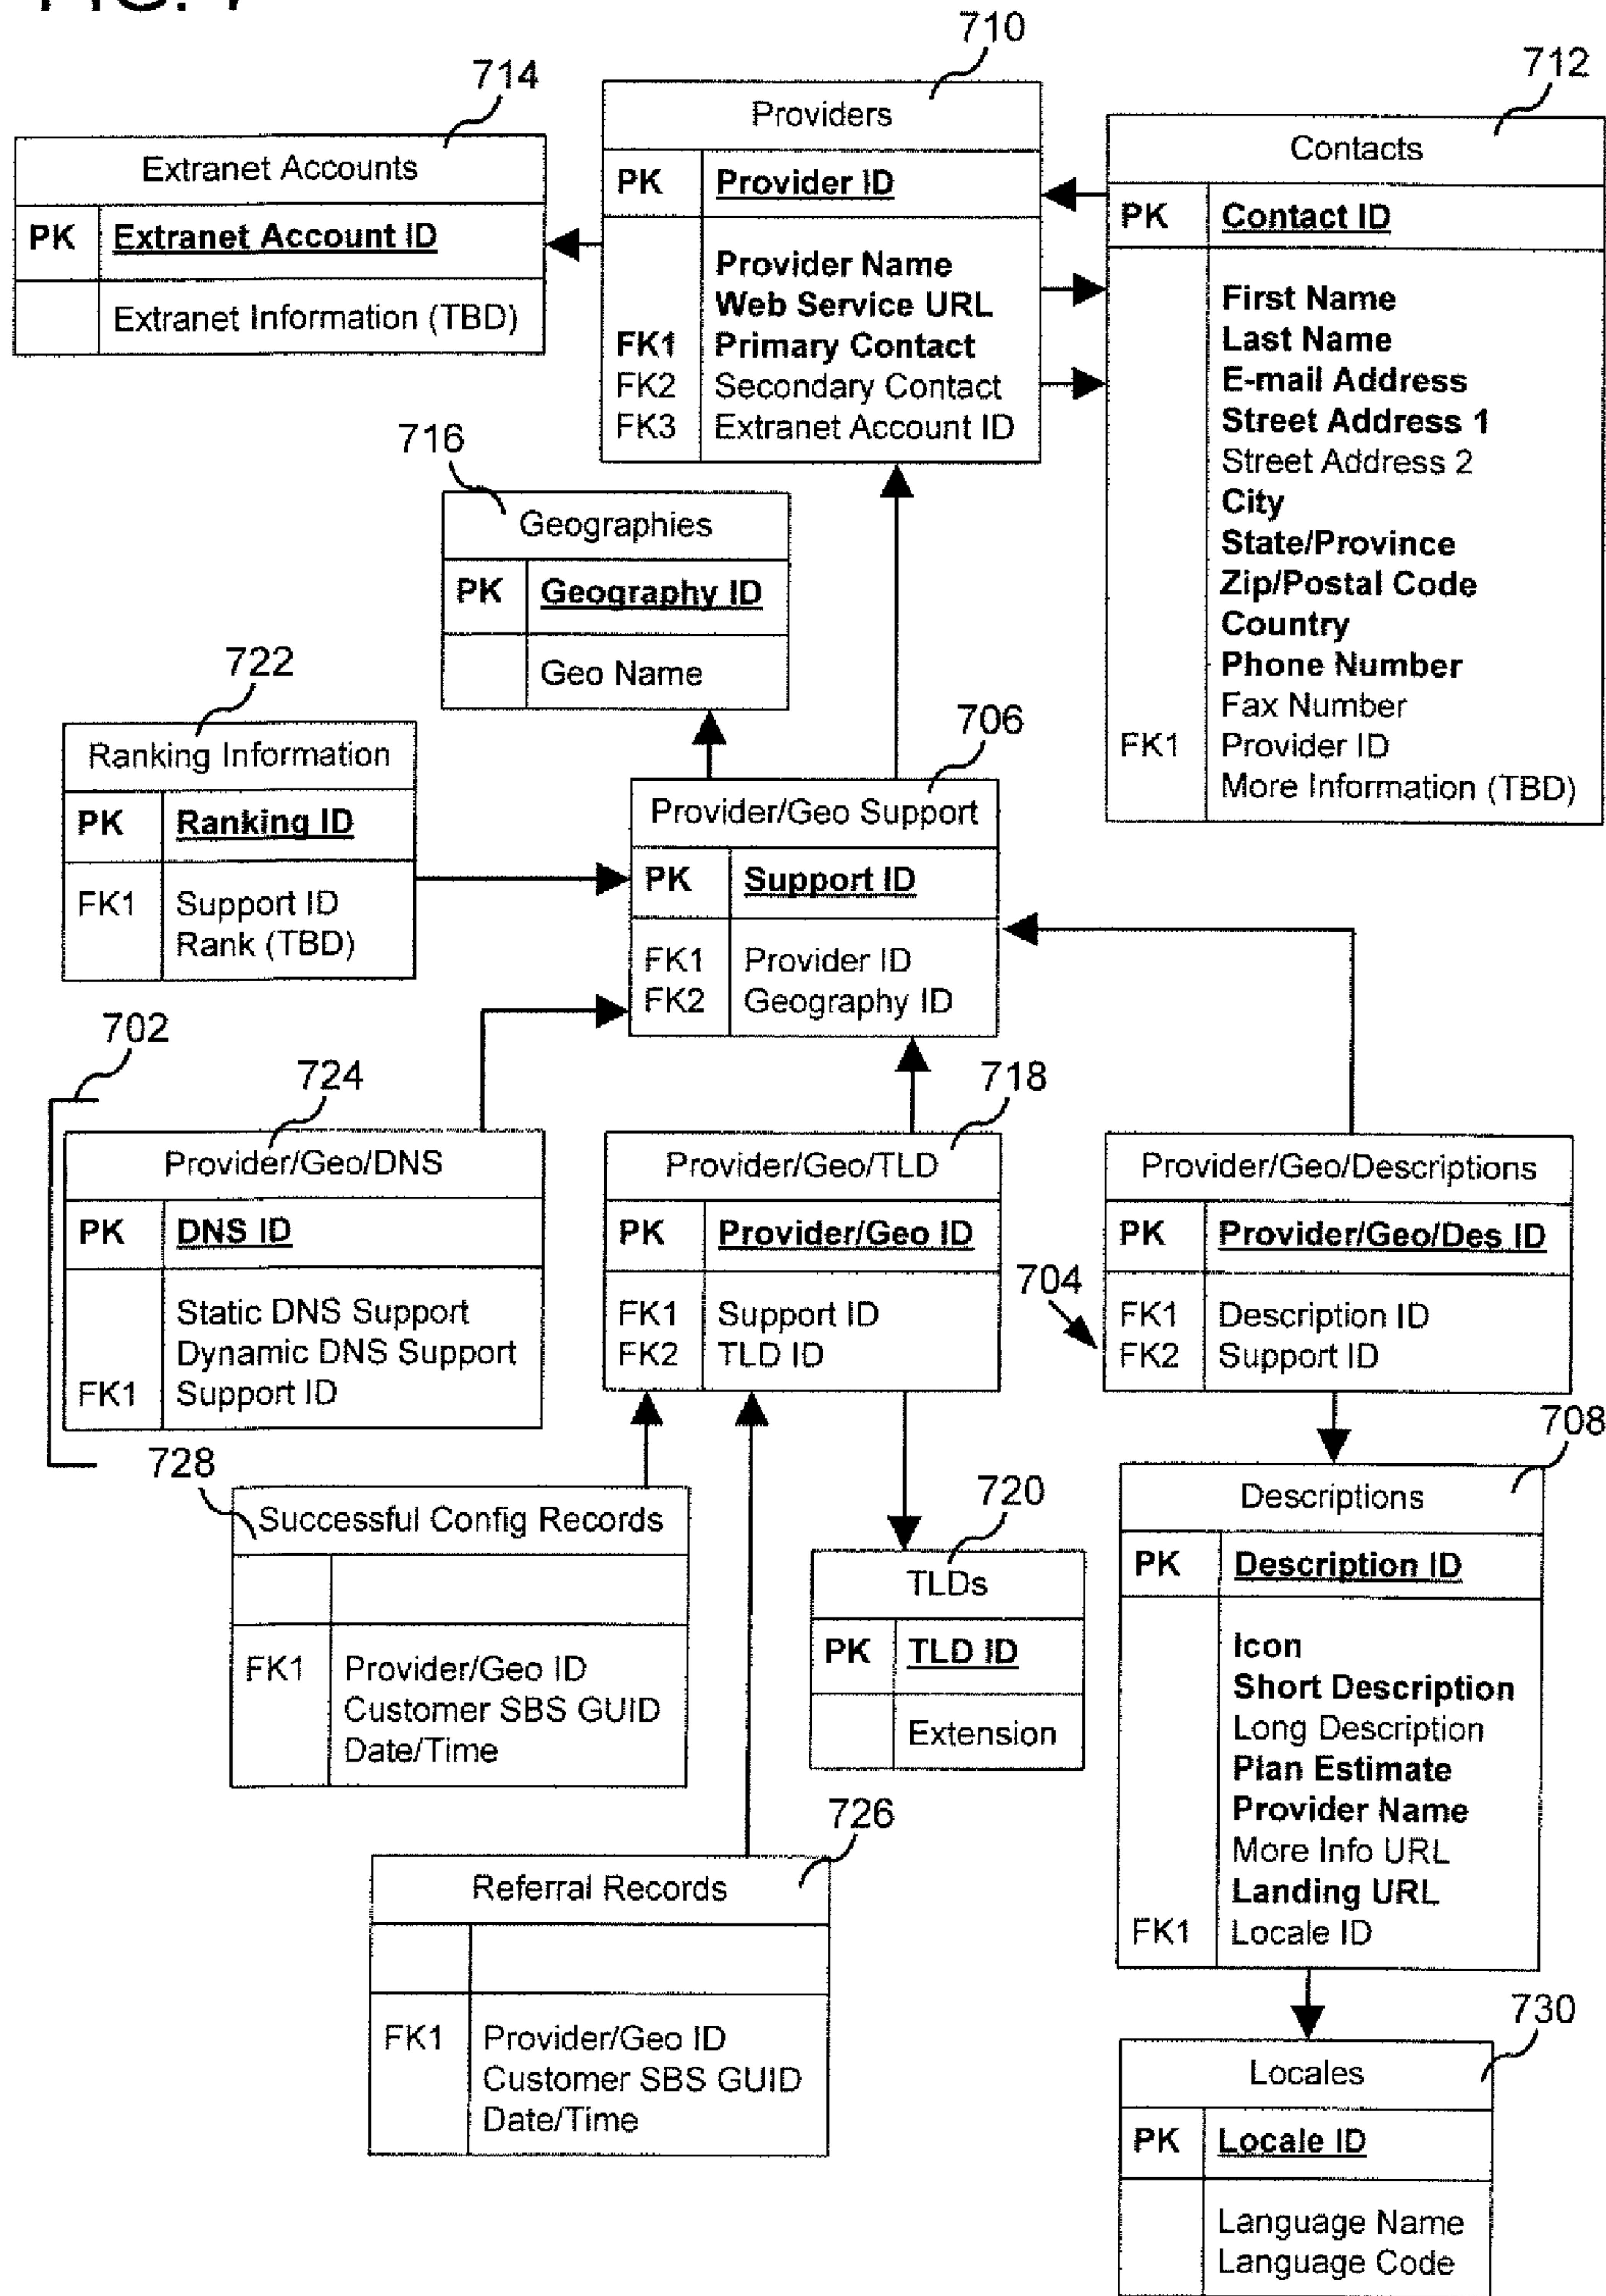 FIG. 7
710
714
712
Providers
PK Provider ID
Provider Name
Web Service URL
FK1 Primary Contact
FK2 Secondary Contact
FK3 Extranet Account ID
Extranet Accounts
PK Extranet Account ID
Extranet Information (TBD)
Contacts
PK Contact ID
First Name
Last Name
E-mail Address
Street Address 1
Street Address 2
City
State/Province
Zip/Postal Code
Country
Phone Number
Fax Number
FK1 Provider ID
More Information (TBD)
716
Geographies
PK Geography ID
Geo Name
722
Ranking Information
PK Ranking ID
FK1 Support ID
Rank (TBD)
706
Provider/Geo Support
PK Support ID
FK1 Provider ID
FK2 Geography ID
702
724
Provider/Geo/DNS
PK DNS ID
Static DNS Support
Dynamic DNS Support
FK1 Support ID
718
Provider/Geo/TLD
PK Provider/Geo ID
FK1 Support ID
FK2 TLD ID
704
Provider/Geo/Descriptions
PK Provider/Geo/Des ID
FK1 Description ID
FK2 Support ID
728
Successful Config Records
FK1 Provider/Geo ID
Customer SBS GUID
Date/Time
720
TLDs
PK TLD ID
Extension
708
Descriptions
PK Description ID
Icon
Short Description
Long Description
Plan Estimate
Provider Name
More Info URL
Landing URL
FK1 Locale ID
726
Referral Records
FK1 Provider/Geo ID
Customer SBS GUID
Date/Time
730
Locales
PK Locale ID
Language Name
Language Code